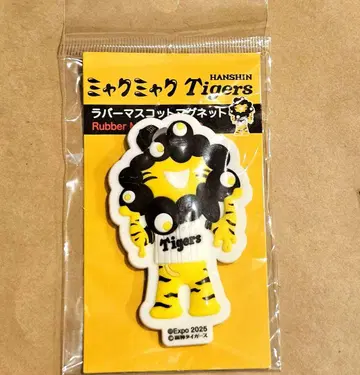 HANSHIN
ミャクミャク Tigers
ラバーマスコットマグネット
Rubber
Tigers
©Expo 2025
©阪神タイガース